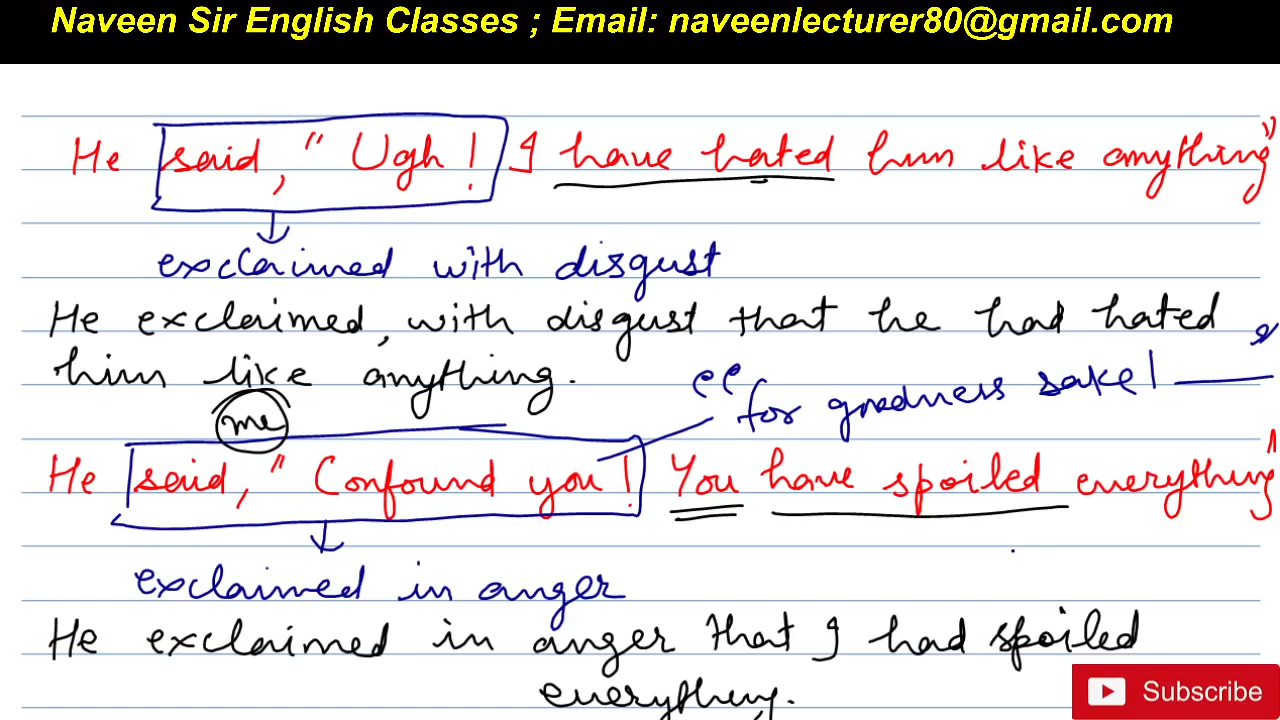 Naveen Sir English Classes ; Email: naveenlecturer80@gmail.com
He said, " Ugh ! I have hated him like anything"
exclaimed with disgust
He exclaimed, with disgust that he had hated
him like anything.
" for goodness sake!
me
He said, " Confound you ! You have spoiled everything"
exclaimed in anger
He exclaimed in anger that I had spoiled
everything.
Subscribe